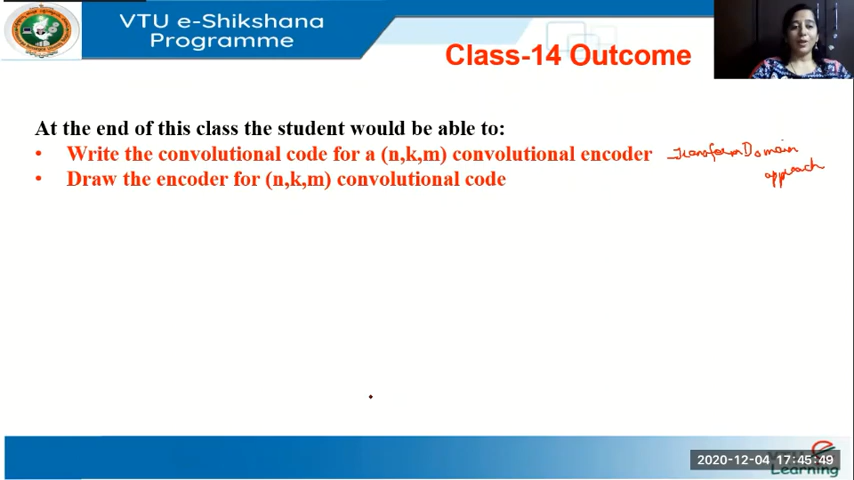 VTU e-Shikshana
Programme
Class-14 Outcome
At the end of this class the student would be able to:
• Write the convolutional code for a (n,k,m) convolutional encoder - Transform Domain
approach
• Draw the encoder for (n,k,m) convolutional code
2020-12-04 17:45:49
Learning